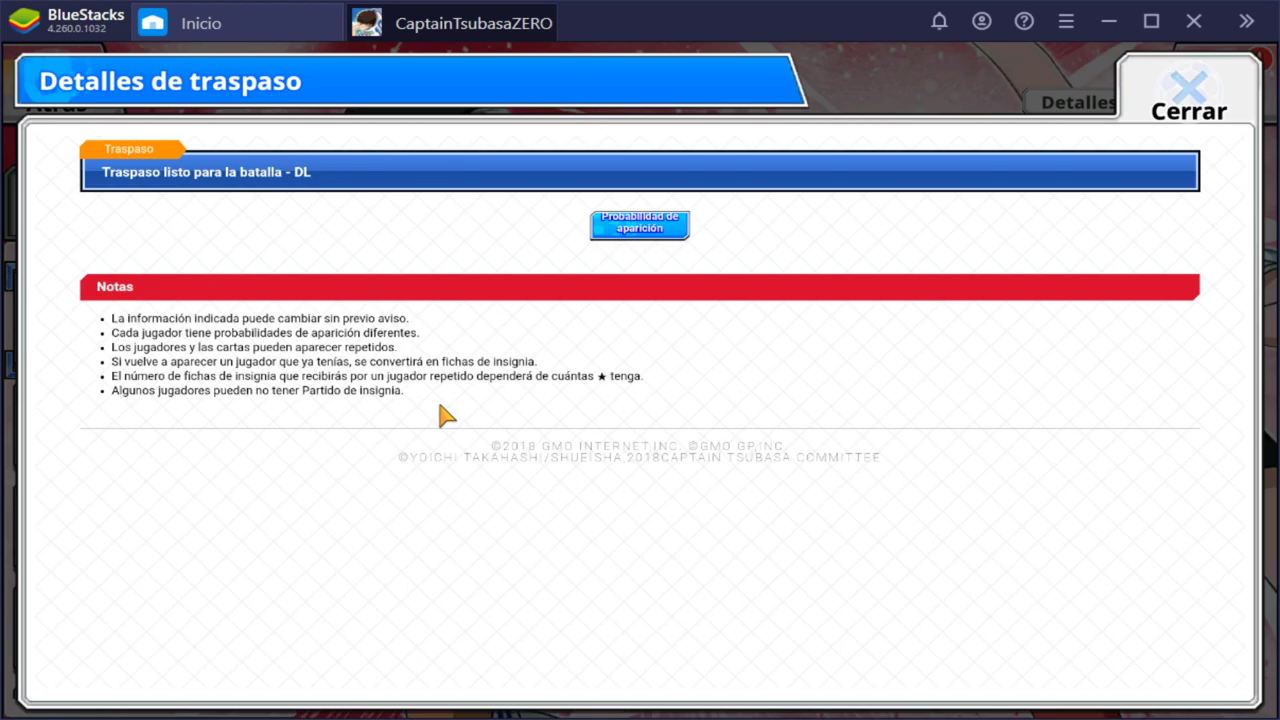 BlueStacks
4.260.0.1032
Inicio
CaptainTsubasaZERO
Detalles de traspaso
Detalles
Cerrar
Traspaso
Traspaso listo para la batalla - DL
Probabilidad de
aparición
Notas
• La información indicada puede cambiar sin previo aviso.
• Cada jugador tiene probabilidades de aparición diferentes.
• Los jugadores y las cartas pueden aparecer repetidos.
• Si vuelve a aparecer un jugador que ya tenías, se convertirá en fichas de insignia.
• El número de fichas de insignia que recibirás por un jugador repetido dependerá de cuántas ★ tenga.
• Algunos jugadores pueden no tener Partido de insignia.
©2018 GMO INTERNET,INC. ©GMO GP,INC.
©YOICHI TAKAHASHI/SHUEISHA,2018CAPTAIN TSUBASA COMMITTEE